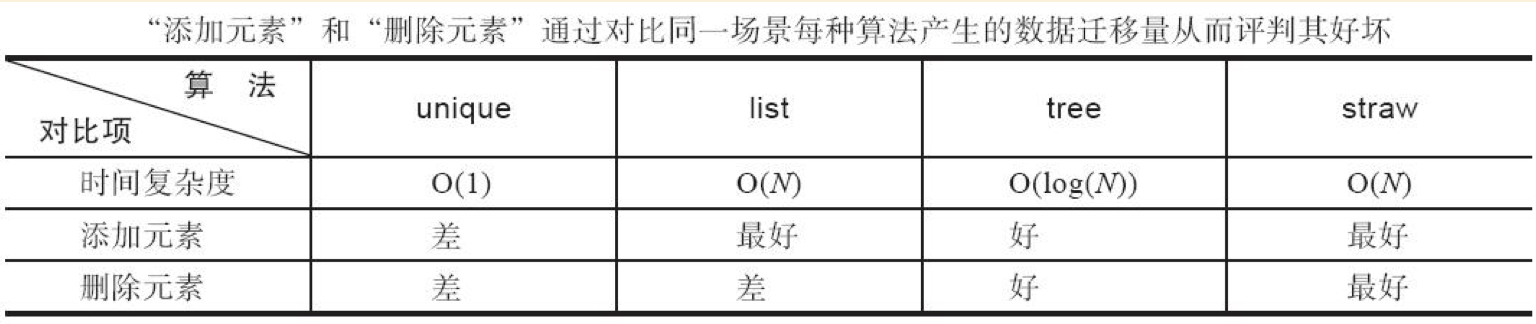 “添加元素”和“删除元素”通过对比同一场景每种算法产生的数据迁移量从而评判其好坏
算 法
对比项
unique list tree straw
时间复杂度 O(1) O(N) O(log(N)) O(N)
添加元素 差 最好 好 最好
删除元素 差 差 好 最好